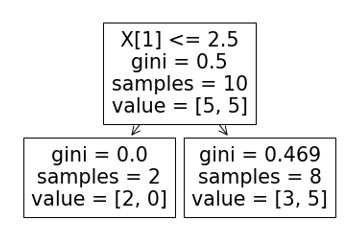 X[1] <= 2.5
gini = 0.5
samples = 10
value = [5, 5]
gini = 0.0
samples = 2
value = [2, 0]
gini = 0.469
samples = 8
value = [3, 5]